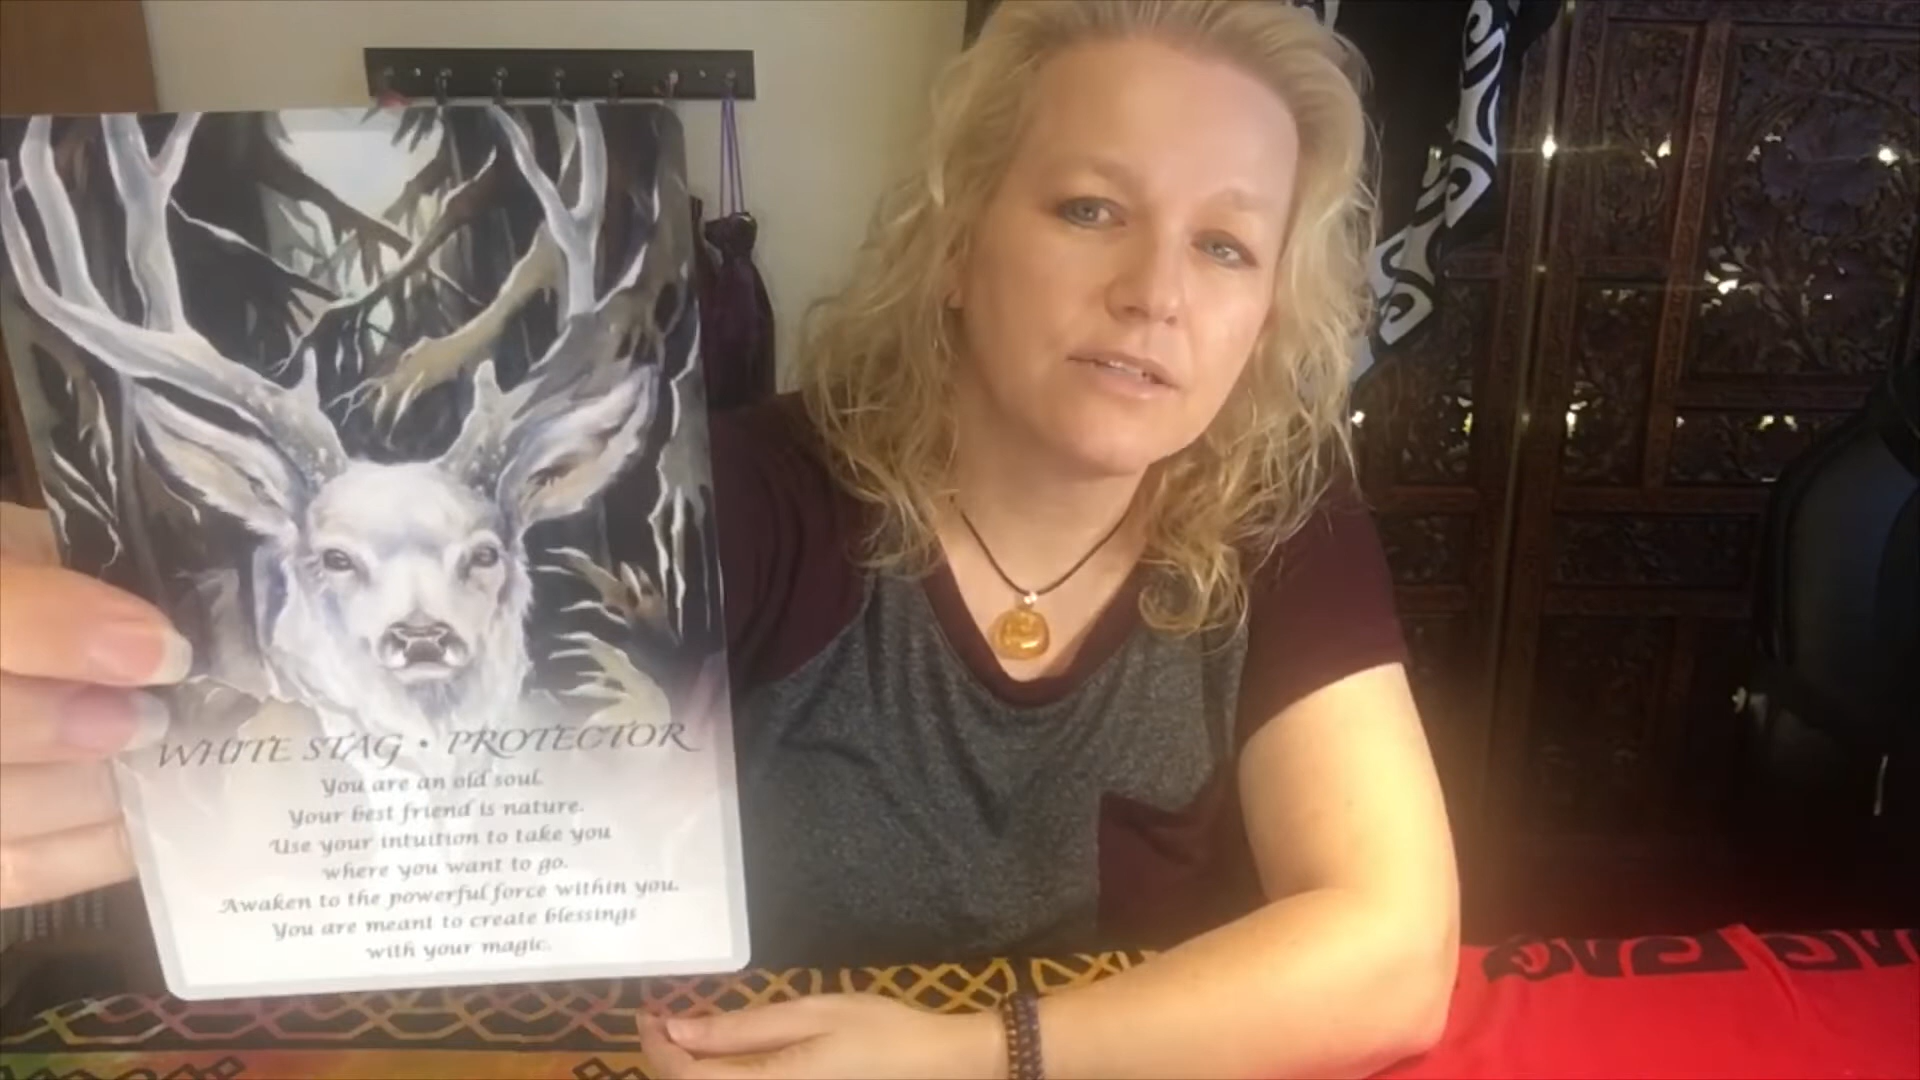 WHITE STAG • PROTECTOR
You are an old soul.
Your best friend is nature.
Use your intuition to take you
where you want to go.
Awaken to the powerful force within you.
You are meant to create blessings
with your magic.